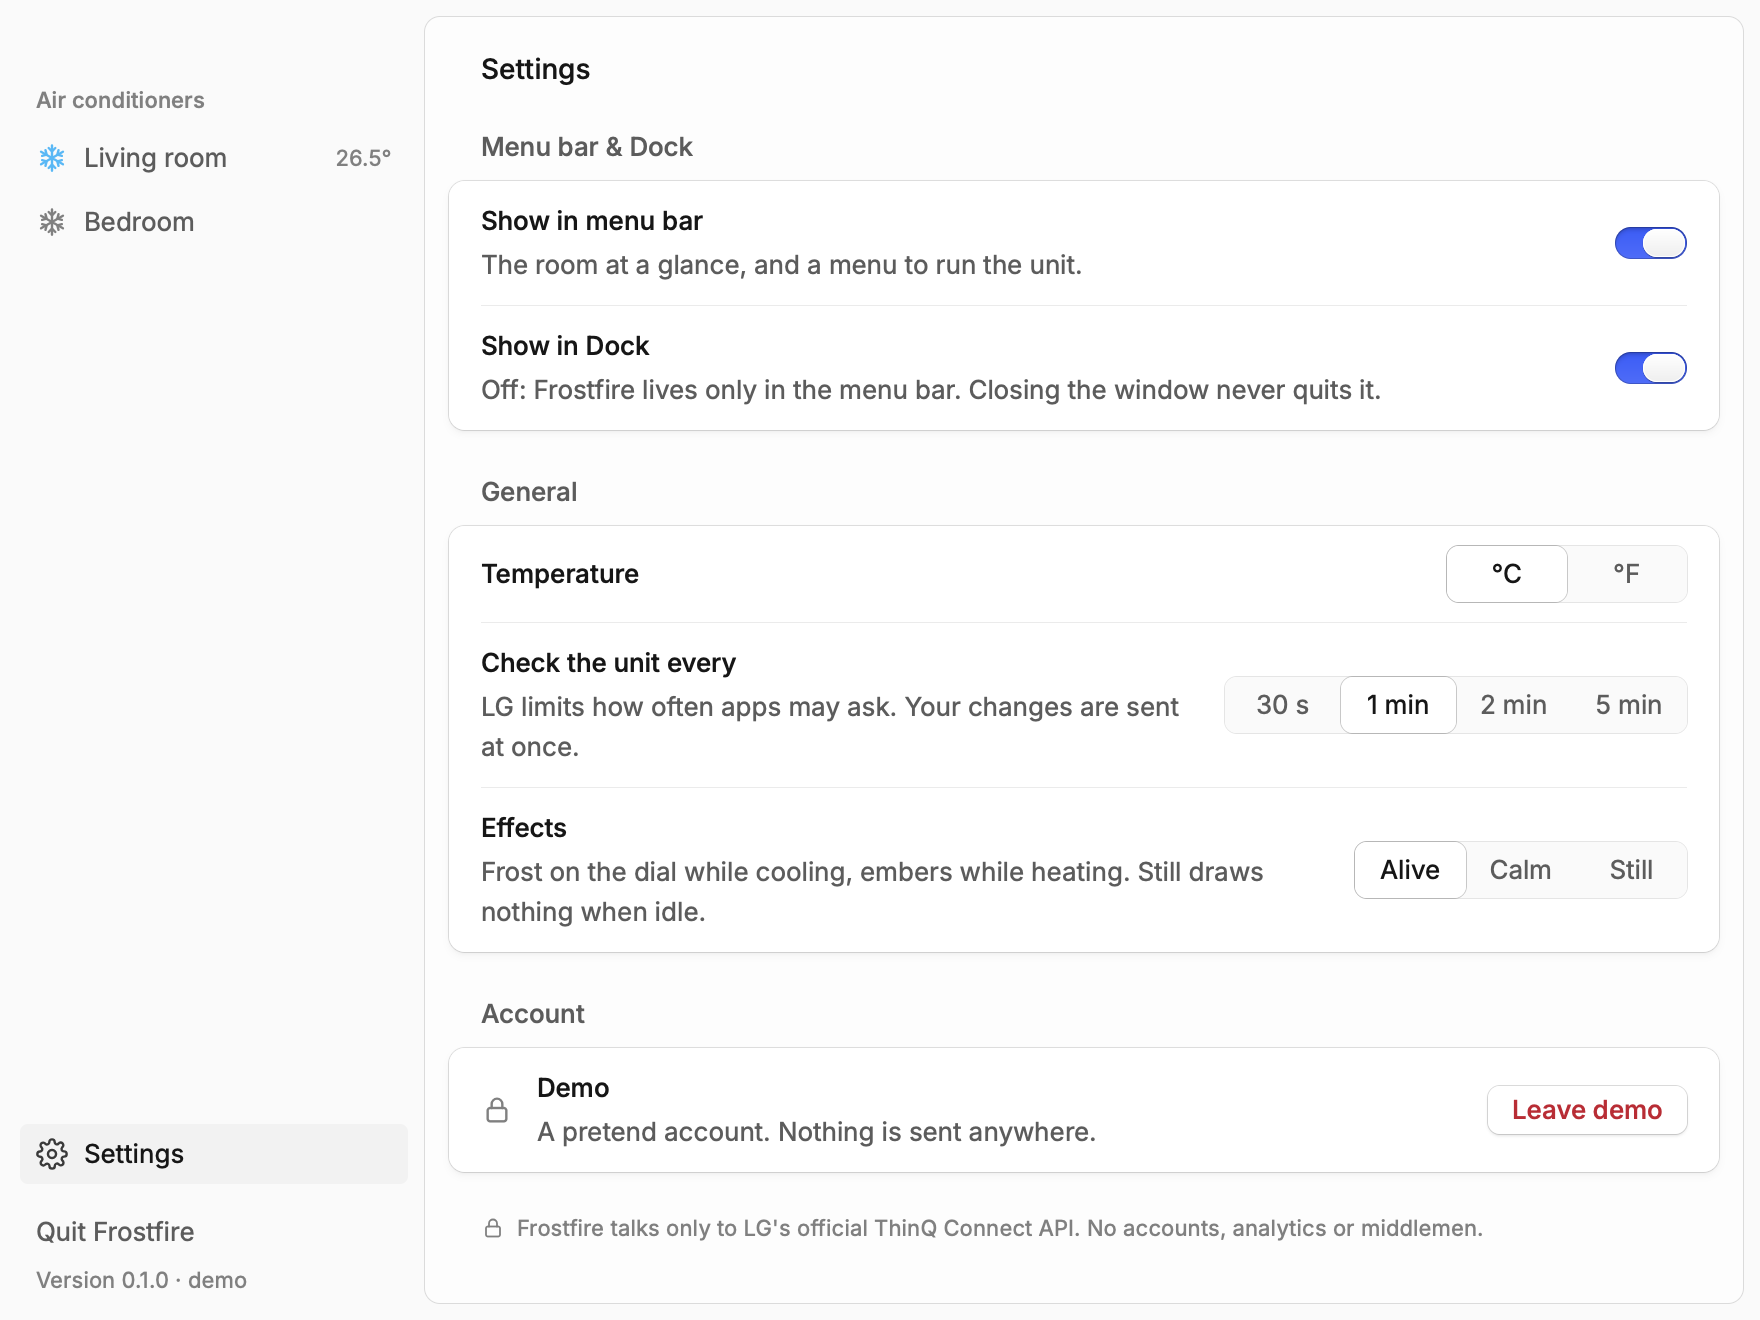 Air conditioners
Living room 26.5°
Bedroom
Settings
Quit Frostfire
Version 0.1.0 · demo
Settings
Menu bar & Dock
Show in menu bar
The room at a glance, and a menu to run the unit.
Show in Dock
Off: Frostfire lives only in the menu bar. Closing the window never quits it.
General
Temperature
°C °F
Check the unit every
LG limits how often apps may ask. Your changes are sent
at once.
30 s 1 min 2 min 5 min
Effects
Frost on the dial while cooling, embers while heating. Still draws
nothing when idle.
Alive Calm Still
Account
Demo
A pretend account. Nothing is sent anywhere.
Leave demo
Frostfire talks only to LG's official ThinQ Connect API. No accounts, analytics or middlemen.